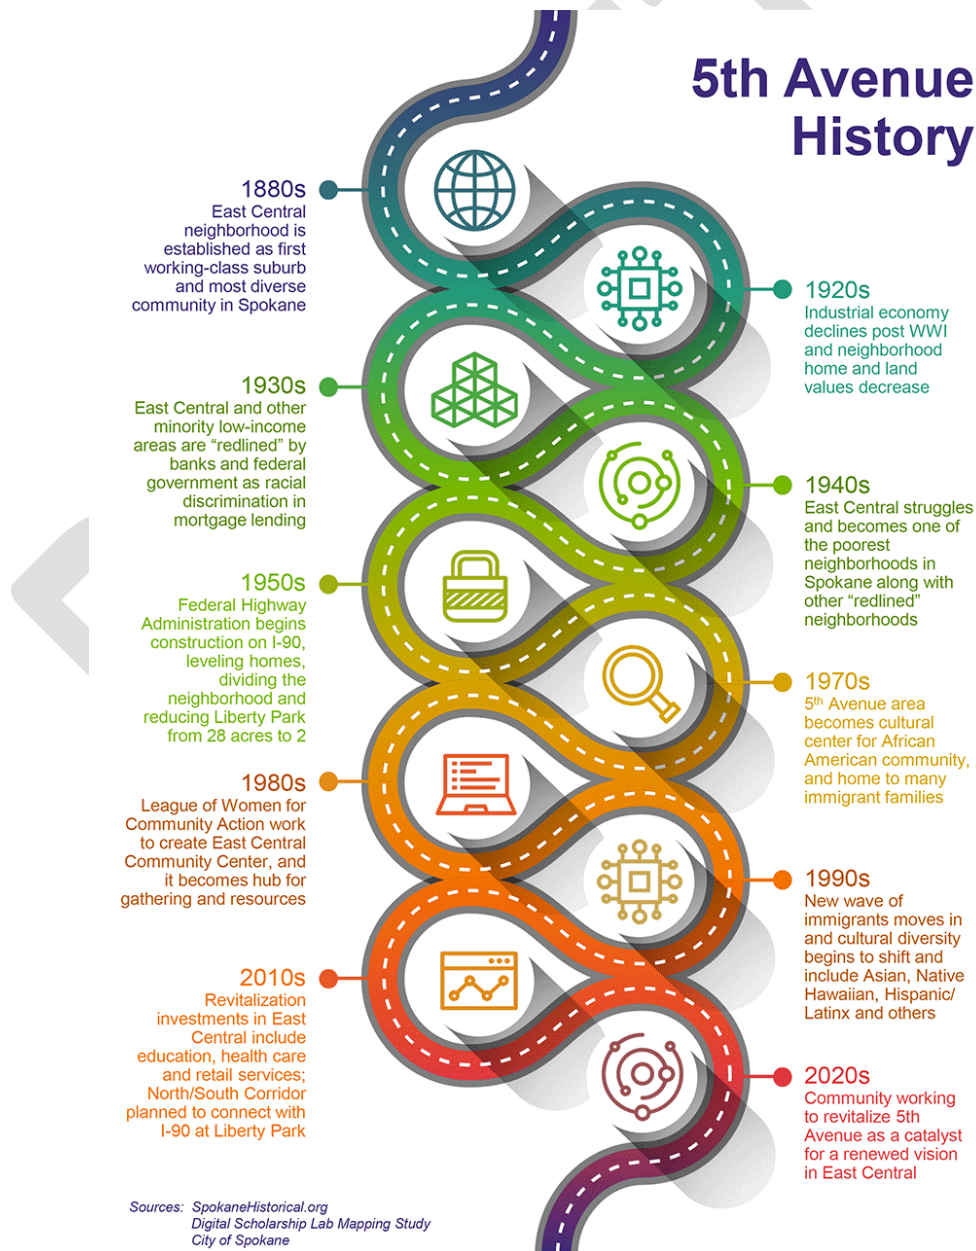 5th Avenue
History
1880s
East Central
neighborhood is
established as first
working-class suburb
and most diverse
community in Spokane
1920s
Industrial economy
declines post WWI
and neighborhood
home and land
values decrease
1930s
East Central and other
minority low-income
areas are “redlined” by
banks and federal
government as racial
discrimination in
mortgage lending
1940s
East Central struggles
and becomes one of
the poorest
neighborhoods in
Spokane along with
other “redlined”
neighborhoods
1950s
Federal Highway
Administration begins
construction on I-90,
leveling homes,
dividing the
neighborhood and
reducing Liberty Park
from 28 acres to 2
1970s
5th Avenue area
becomes cultural
center for African
American community,
and home to many
immigrant families
1980s
League of Women for
Community Action work
to create East Central
Community Center, and
it becomes hub for
gathering and resources
1990s
New wave of
immigrants moves in
and cultural diversity
begins to shift and
include Asian, Native
Hawaiian, Hispanic/
Latinx and others
2010s
Revitalization
investments in East
Central include
education, health care
and retail services;
North/South Corridor
planned to connect with
I-90 at Liberty Park
2020s
Community working
to revitalize 5th
Avenue as a catalyst
for a renewed vision
in East Central
Sources: SpokaneHistorical.org
Digital Scholarship Lab Mapping Study
City of Spokane